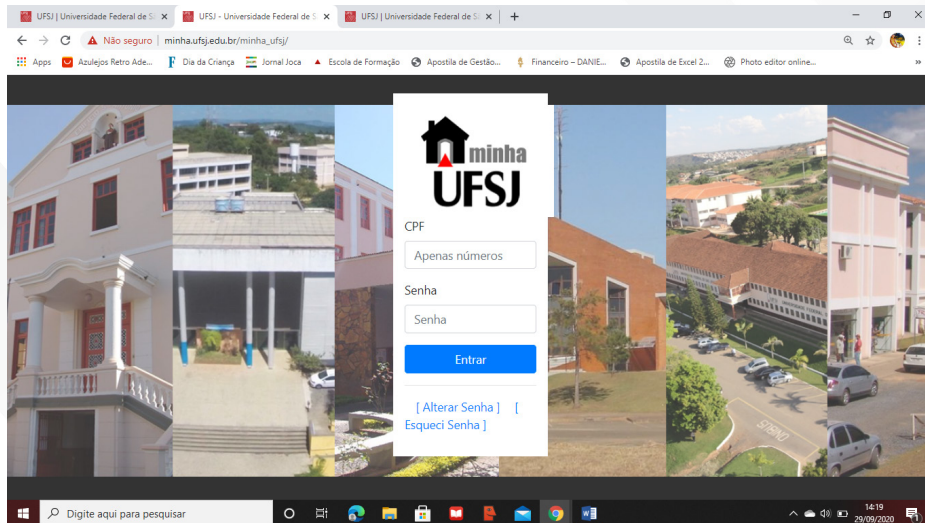 UFSJ | Universidade Federal de S
UFSJ - Universidade Federal de S
UFSJ | Universidade Federal de S
Não seguro | minha.ufsj.edu.br/minha_ufsj/
Apps Azulejos Retro Ade... Dia da Criança Jornal Joca Escola de Formação Apostila de Gestão... Financeiro – DANIE... Apostila de Excel 2... Photo editor online...
minha
UFSJ
CPF
Apenas números
Senha
Senha
Entrar
[ Alterar Senha ] [
Esqueci Senha ]
Digite aqui para pesquisar
14:19
29/09/2020